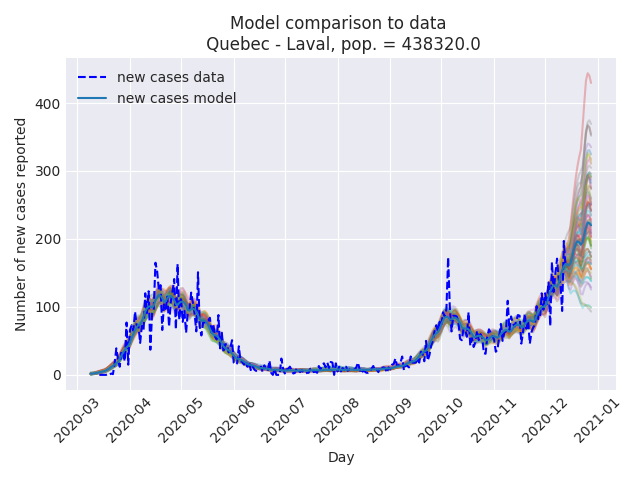 Model comparison to data
Quebec - Laval, pop. = 438320.0
new cases data
new cases model
Number of new cases reported
400
300
200
100
0
2020-03
2020-04
2020-05
2020-06
2020-07
2020-08
2020-09
2020-10
2020-11
2020-12
2021-01
Day